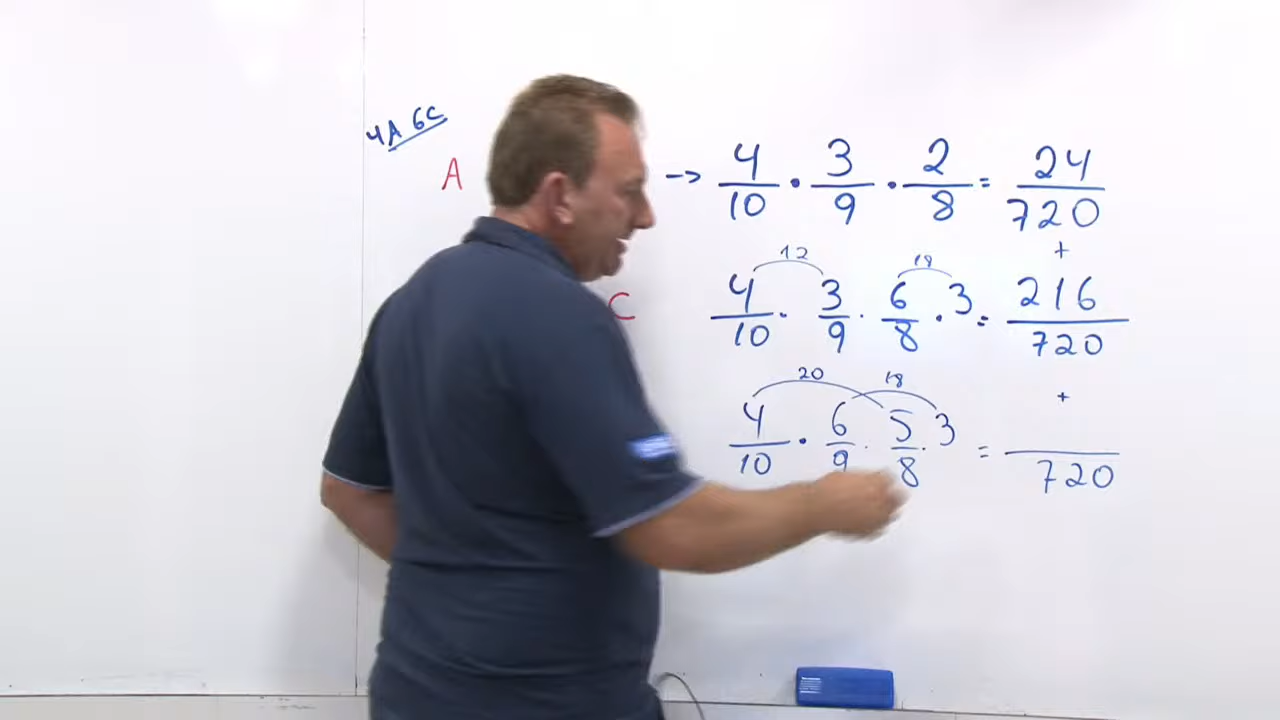 4A 6C
A → 4/10 · 3/9 · 2/8 = 24/720
+
12 18
C 4/10 · 3/9 · 6/8 · 3 = 216/720
+
20 18
4/10 · 6/9 · 5/8 · 3 = /720